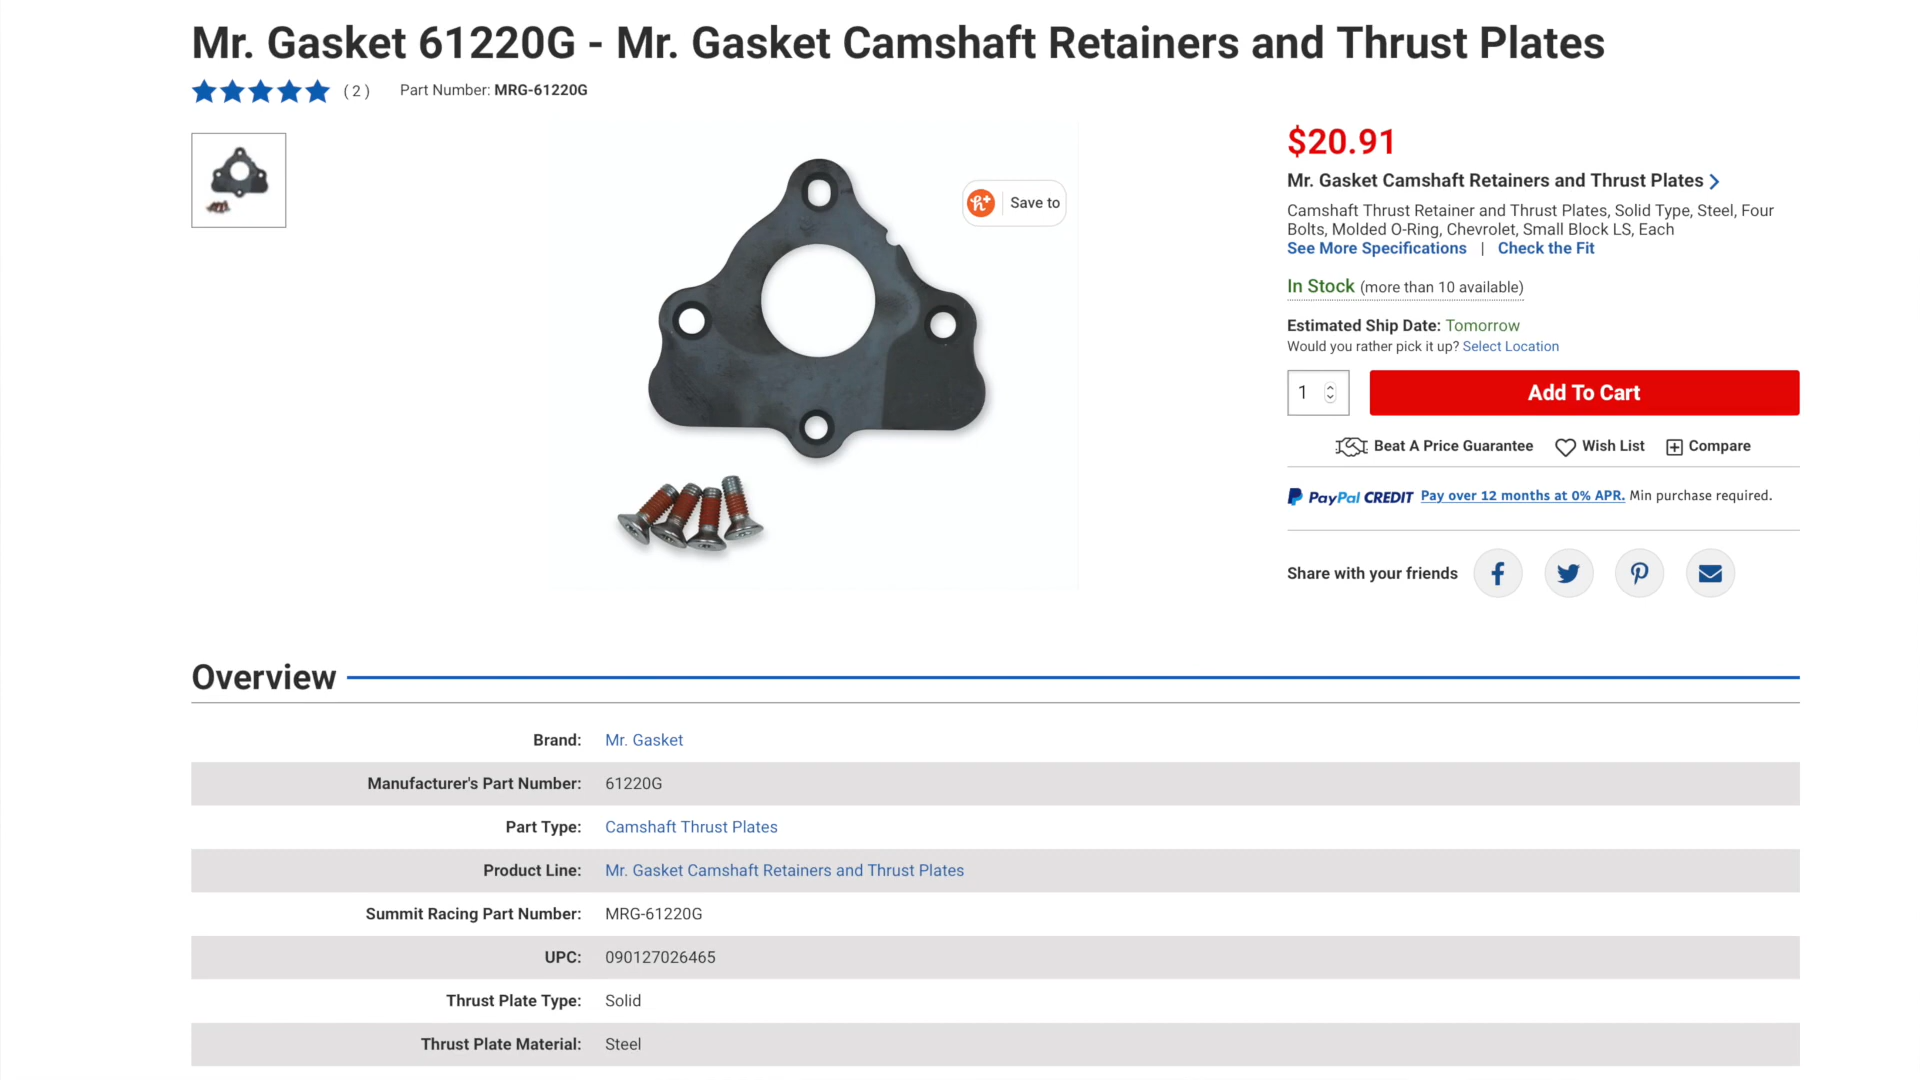 Mr. Gasket 61220G - Mr. Gasket Camshaft Retainers and Thrust Plates
( 2 ) Part Number: MRG-61220G
Save to
$20.91
Mr. Gasket Camshaft Retainers and Thrust Plates
Camshaft Thrust Retainer and Thrust Plates, Solid Type, Steel, Four
Bolts, Molded O-Ring, Chevrolet, Small Block LS, Each
See More Specifications | Check the Fit
In Stock (more than 10 available)
Estimated Ship Date: Tomorrow
Would you rather pick it up? Select Location
1 Add To Cart
Beat A Price Guarantee Wish List Compare
PayPal CREDIT Pay over 12 months at 0% APR. Min purchase required.
Share with your friends
Overview
Brand: Mr. Gasket
Manufacturer's Part Number: 61220G
Part Type: Camshaft Thrust Plates
Product Line: Mr. Gasket Camshaft Retainers and Thrust Plates
Summit Racing Part Number: MRG-61220G
UPC: 090127026465
Thrust Plate Type: Solid
Thrust Plate Material: Steel